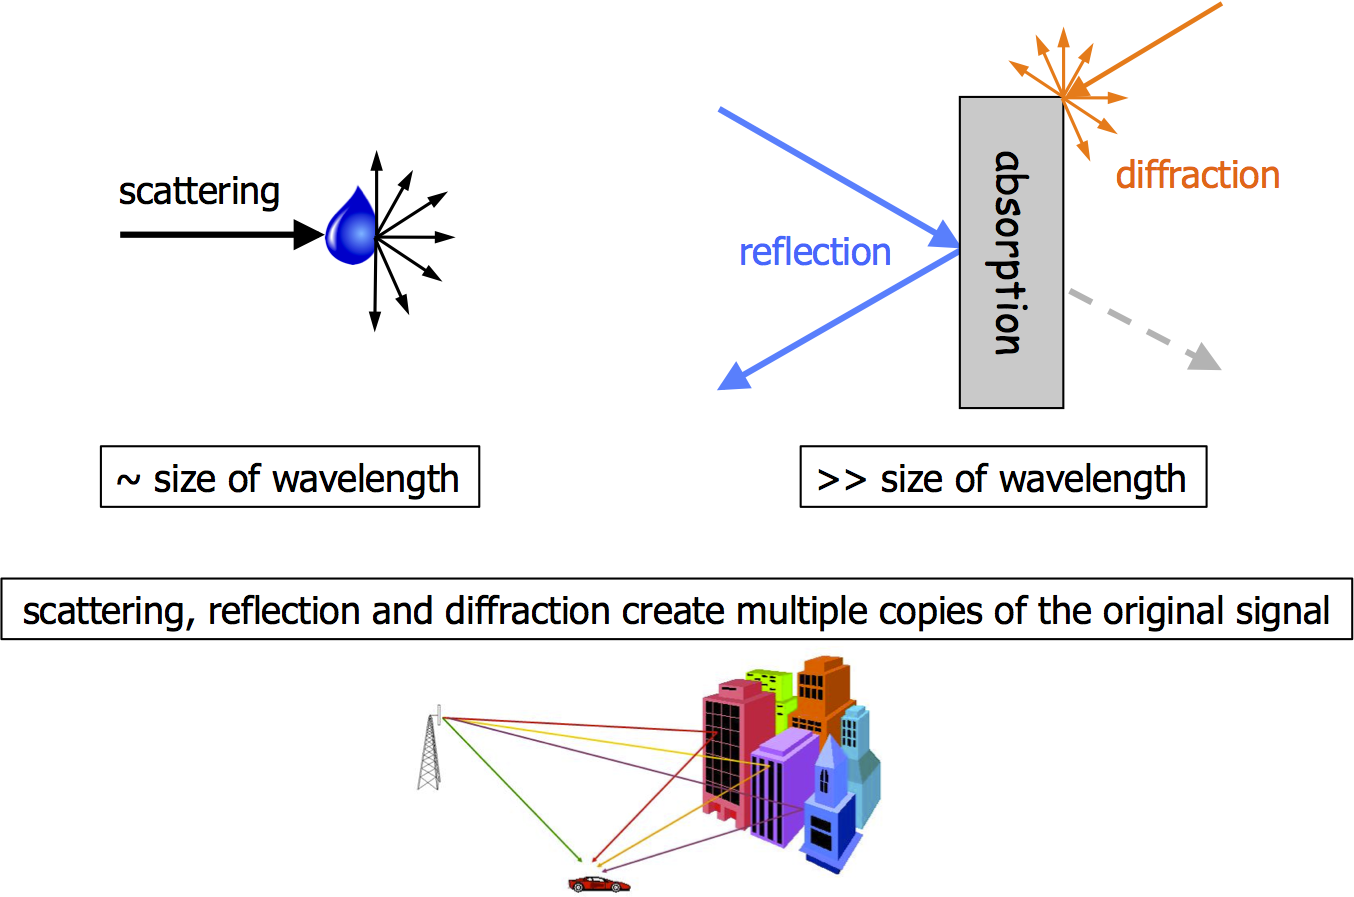 scattering
reflection
absorption
diffraction
~ size of wavelength
>> size of wavelength
scattering, reflection and diffraction create multiple copies of the original signal